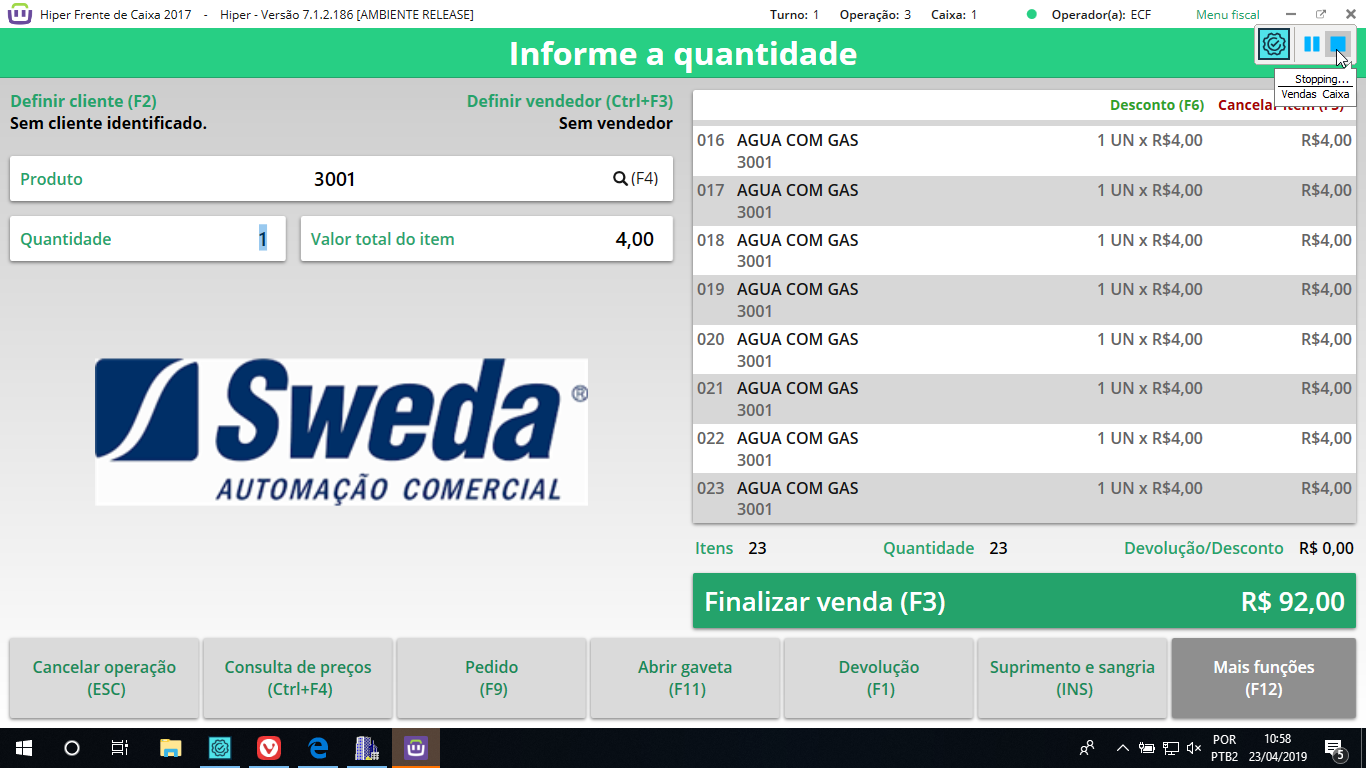 Hiper Frente de Caixa 2017 - Hiper - Versão 7.1.2.186 [AMBIENTE RELEASE] Turno: 1 Operação: 3 Caixa: 1 Operador(a): ECF Menu fiscal
Informe a quantidade
Stopping...
Vendas Caixa
Definir cliente (F2) Definir vendedor (Ctrl+F3)
Sem cliente identificado. Sem vendedor
Produto 3001 (F4)
Quantidade 1 Valor total do item 4,00
Sweda®
AUTOMAÇÃO COMERCIAL
Desconto (F6) Cancelar item (F5)
016 AGUA COM GAS 1 UN x R$4,00 R$4,00
3001
017 AGUA COM GAS 1 UN x R$4,00 R$4,00
3001
018 AGUA COM GAS 1 UN x R$4,00 R$4,00
3001
019 AGUA COM GAS 1 UN x R$4,00 R$4,00
3001
020 AGUA COM GAS 1 UN x R$4,00 R$4,00
3001
021 AGUA COM GAS 1 UN x R$4,00 R$4,00
3001
022 AGUA COM GAS 1 UN x R$4,00 R$4,00
3001
023 AGUA COM GAS 1 UN x R$4,00 R$4,00
3001
Itens 23 Quantidade 23 Devolução/Desconto R$ 0,00
Finalizar venda (F3) R$ 92,00
Cancelar operação (ESC)
Consulta de preços (Ctrl+F4)
Pedido (F9)
Abrir gaveta (F11)
Devolução (F1)
Suprimento e sangria (INS)
Mais funções (F12)
POR 10:58
PTB2 23/04/2019 5